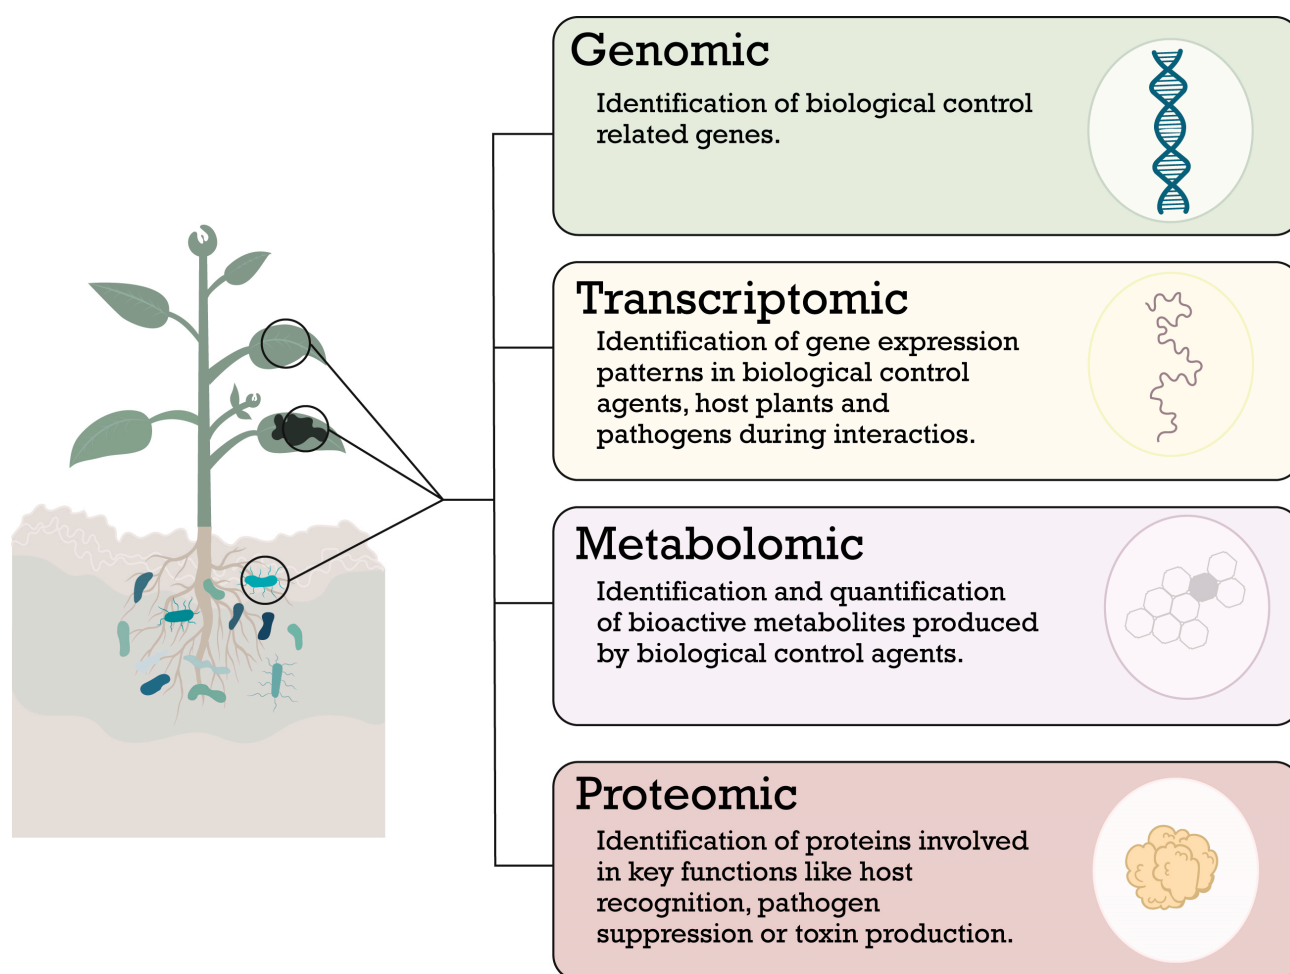 Genomic
Identification of biological control
related genes.
Transcriptomic
Identification of gene expression
patterns in biological control
agents, host plants and
pathogens during interactios.
Metabolomic
Identification and quantification
of bioactive metabolites produced
by biological control agents.
Proteomic
Identification of proteins involved
in key functions like host
recognition, pathogen
suppression or toxin production.